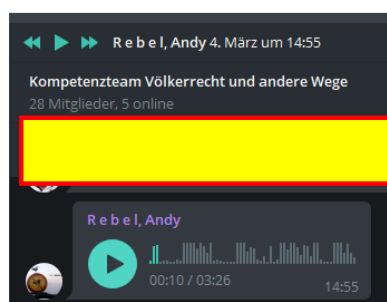 R e b e l, Andy 4. März um 14:55
Kompetenzteam Völkerrecht und andere Wege
28 Mitglieder, 5 online
R e b e l, Andy
00:10 / 03:26
14:55